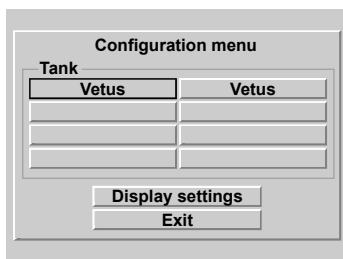 Configuration menu
Tank
Vetus Vetus
Display settings
Exit